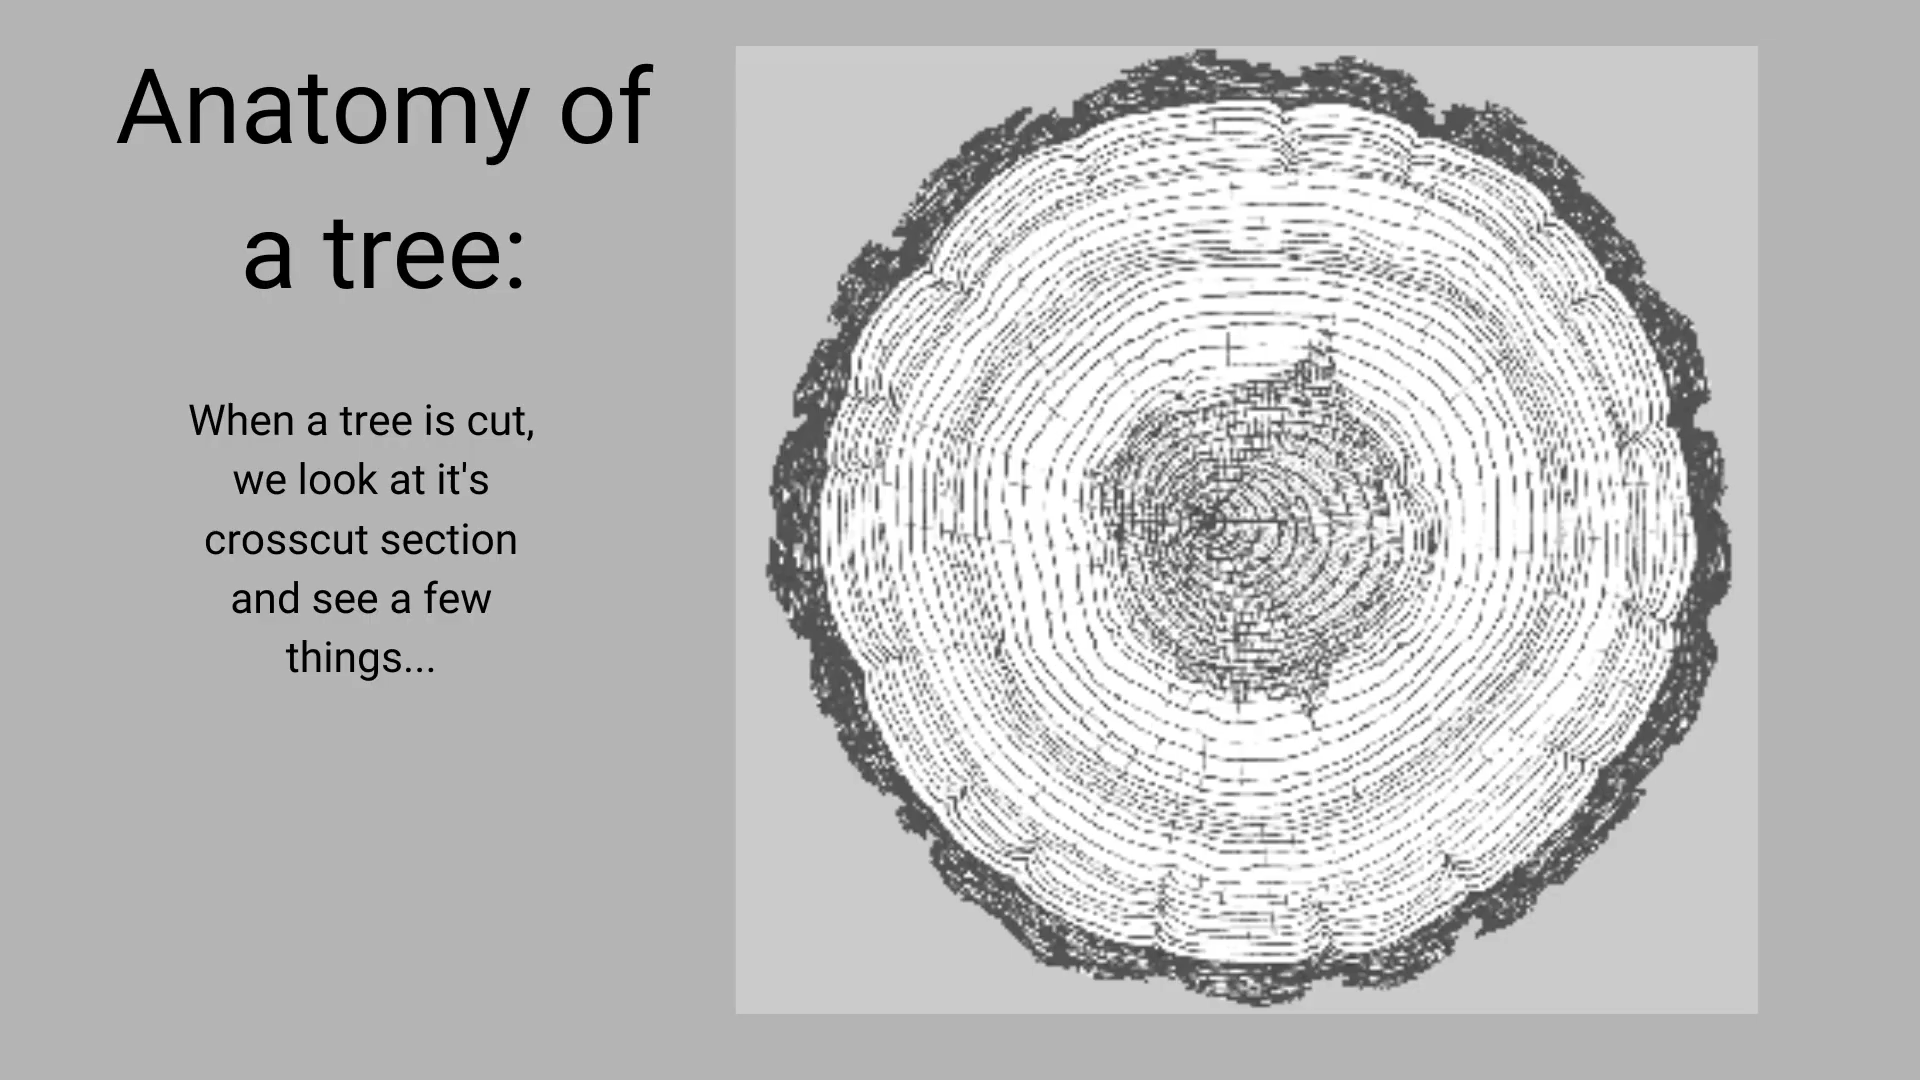 Anatomy of
a tree:
When a tree is cut,
we look at it's
crosscut section
and see a few
things...